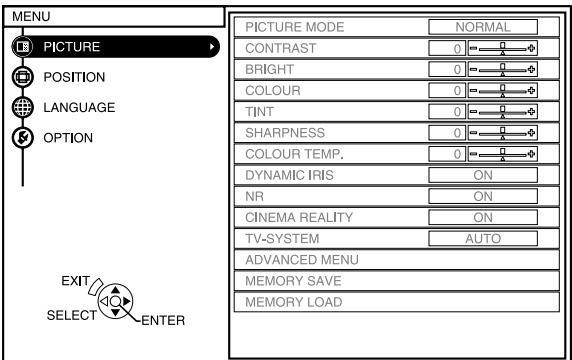 MENU
PICTURE
POSITION
LANGUAGE
OPTION
EXIT
SELECT
ENTER
PICTURE MODE NORMAL
CONTRAST 0
BRIGHT 0
COLOUR 0
TINT 0
SHARPNESS 0
COLOUR TEMP. 0
DYNAMIC IRIS ON
NR ON
CINEMA REALITY ON
TV-SYSTEM AUTO
ADVANCED MENU
MEMORY SAVE
MEMORY LOAD